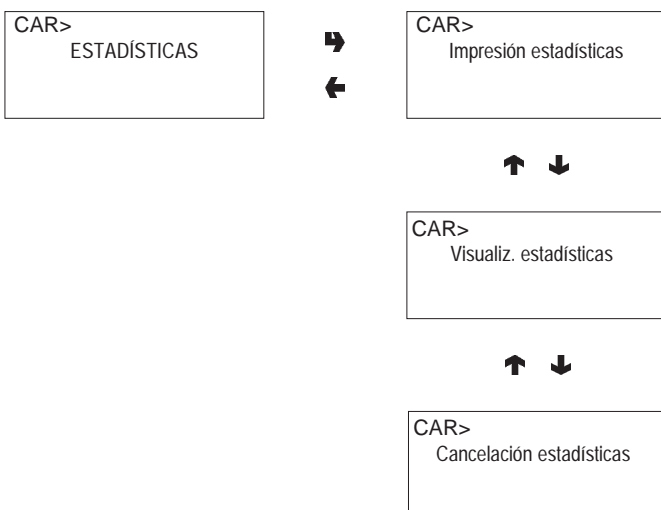 CAR>
ESTADÍSTICAS
CAR>
Impresión estadísticas
CAR>
Visualiz. estadísticas
CAR>
Cancelación estadísticas